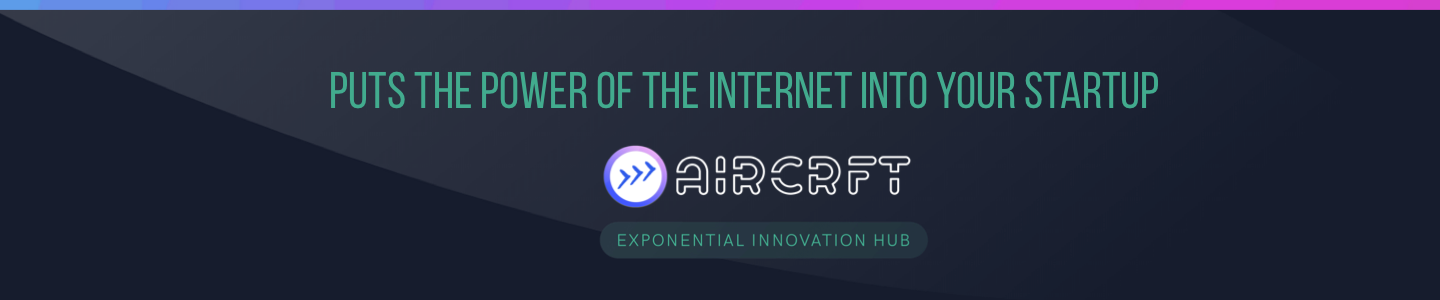 PUTS THE POWER OF THE INTERNET INTO YOUR STARTUP
AIRCRFT
EXPONENTIAL INNOVATION HUB